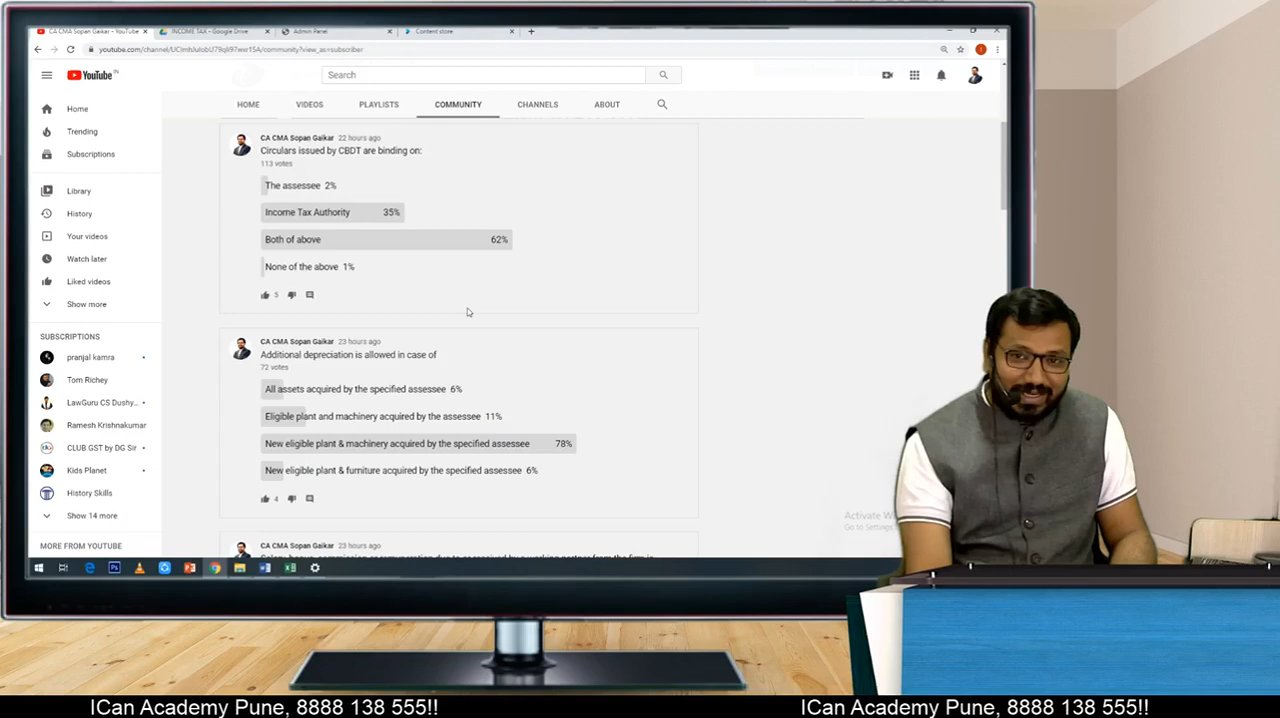 CA CMA Sopan Gaikar - YouTube
INCOME TAX - Google Drive
Admin Panel
Content store
YouTube IN
Search
HOME VIDEOS PLAYLISTS COMMUNITY CHANNELS ABOUT
Home
Trending
Subscriptions
Library
History
Your videos
Watch later
Liked videos
Show more
SUBSCRIPTIONS
pranjal kamra
Tom Richey
LawGuru CS Dushy...
Ramesh Krishnakumar
CLUB GST by DG Sir
Kids Planet
History Skills
Show 14 more
MORE FROM YOUTUBE
CA CMA Sopan Gaikar 22 hours ago
Circulars issued by CBDT are binding on:
113 votes
The assessee 2%
Income Tax Authority 35%
Both of above 62%
None of the above 1%
5
CA CMA Sopan Gaikar 23 hours ago
Additional depreciation is allowed in case of
72 votes
All assets acquired by the specified assessee 6%
Eligible plant and machinery acquired by the assessee 11%
New eligible plant & machinery acquired by the specified assessee 78%
New eligible plant & furniture acquired by the specified assessee 6%
4
CA CMA Sopan Gaikar 23 hours ago
Activate
Go to Settings
ICan Academy Pune, 8888 138 555!!
ICan Academy Pune, 8888 138 555!!